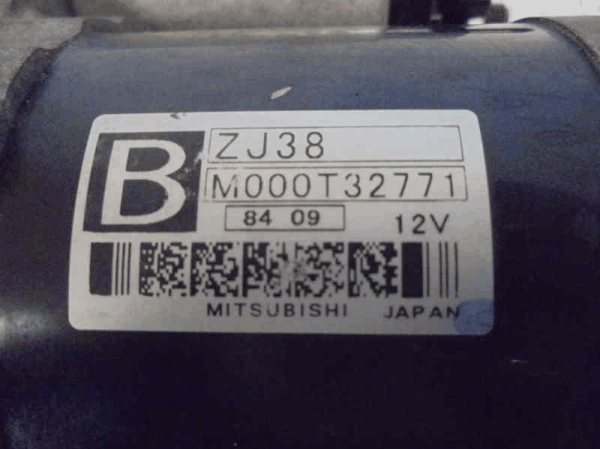 B
ZJ38
M000T32771
84 09
12V
MITSUBISHI JAPAN